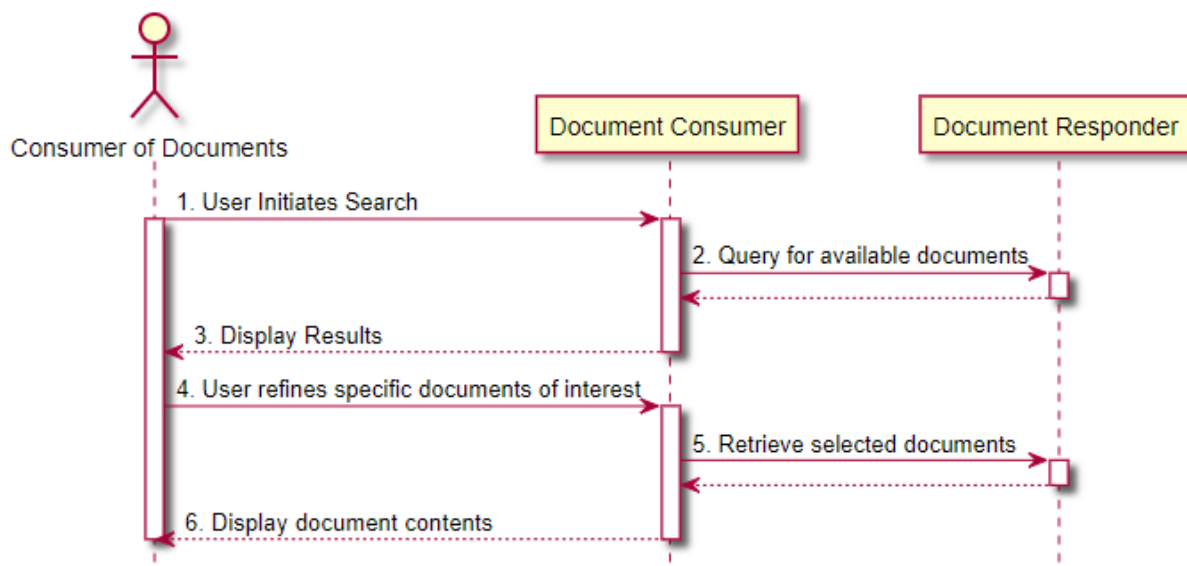 Consumer of Documents
Document Consumer
Document Responder
1. User Initiates Search
2. Query for available documents
3. Display Results
4. User refines specific documents of interest
5. Retrieve selected documents
6. Display document contents